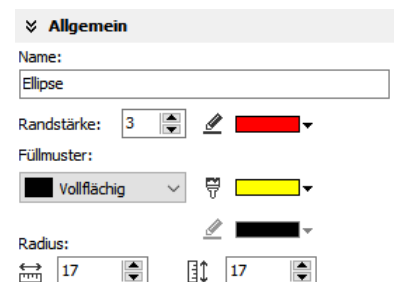 Allgemein
Name:
Ellipse
Randstärke: 3
Füllmuster:
Vollflächig
Radius:
17 17